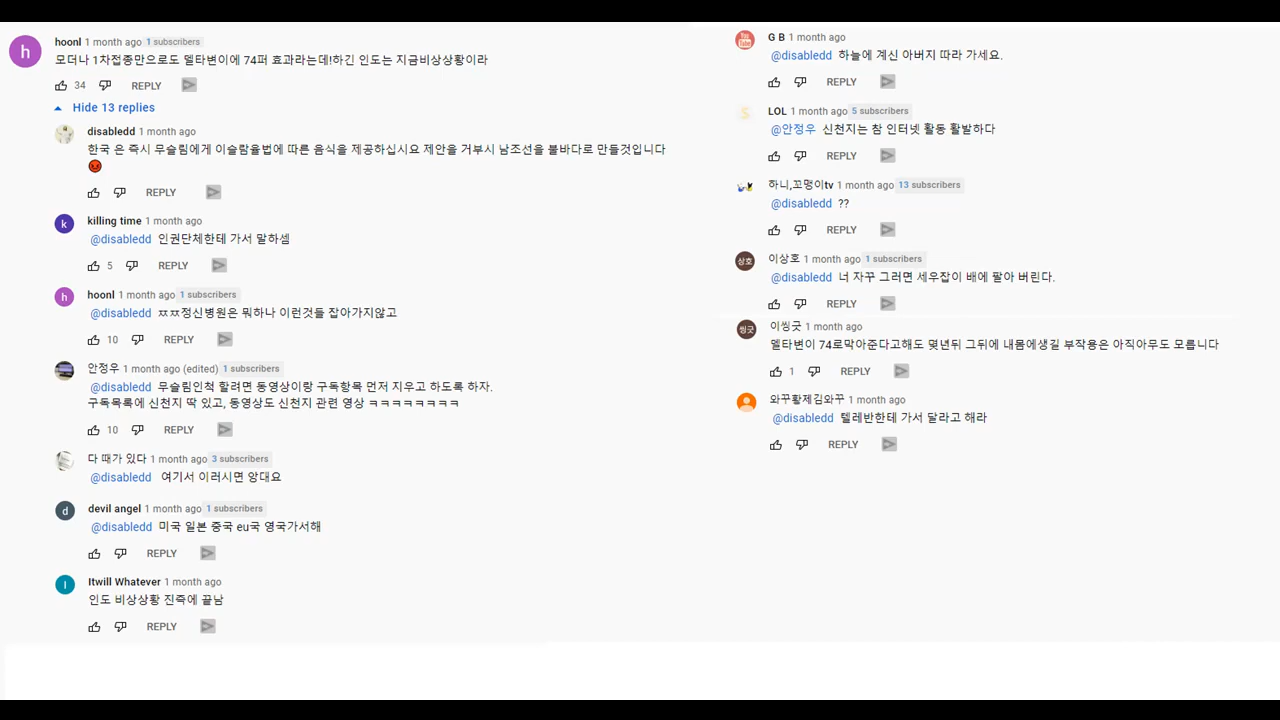 hoonl 1 month ago 1 subscribers
모더나 1차접종만으로도 델타변이에 74퍼 효과라는데!하긴 인도는 지금비상상황이라
34 REPLY
Hide 13 replies
disabledd 1 month ago
한국 은 즉시 무슬림에게 이슬람율법에 따른 음식을 제공하십시요 제안을 거부시 남조선을 불바다로 만들것입니다
REPLY
k
killing time 1 month ago
@disabledd 인권단체한테 가서 말하셈
5 REPLY
h
hoonl 1 month ago 1 subscribers
@disabledd ㅉㅉ정신병원은 뭐하나 이런것들 잡아가지않고
10 REPLY
안정우 1 month ago (edited) 1 subscribers
@disabledd 무슬림인척 할려면 동영상이랑 구독항목 먼저 지우고 하도록 하자.
구독목록에 신천지 딱 있고, 동영상도 신천지 관련 영상 ㅋㅋㅋㅋㅋㅋㅋㅋ
10 REPLY
다 때가 있다 1 month ago 3 subscribers
@disabledd 여기서 이러시면 앙대요
REPLY
d
devil angel 1 month ago 1 subscribers
@disabledd 미국 일본 중국 eu국 영국가서해
REPLY
I
Itwill Whatever 1 month ago
인도 비상상황 진즉에 끝남
REPLY
G B 1 month ago
@disabledd 하늘에 계신 아버지 따라 가세요.
REPLY
LOL 1 month ago 5 subscribers
@안정우 신천지는 참 인터넷 활동 활발하다
REPLY
하니,꼬맹이tv 1 month ago 13 subscribers
@disabledd ??
REPLY
상호
이상호 1 month ago 1 subscribers
@disabledd 너 자꾸 그러면 세우잡이 배에 팔아 버린다.
REPLY
씽긋
이씽긋 1 month ago
델타변이 74로막아준다고해도 몇년뒤 그뒤에 내몸에생길 부작용은 아직아무도 모릅니다
1 REPLY
와꾸황제김와꾸 1 month ago
@disabledd 텔레반한테 가서 달라고 해라
REPLY